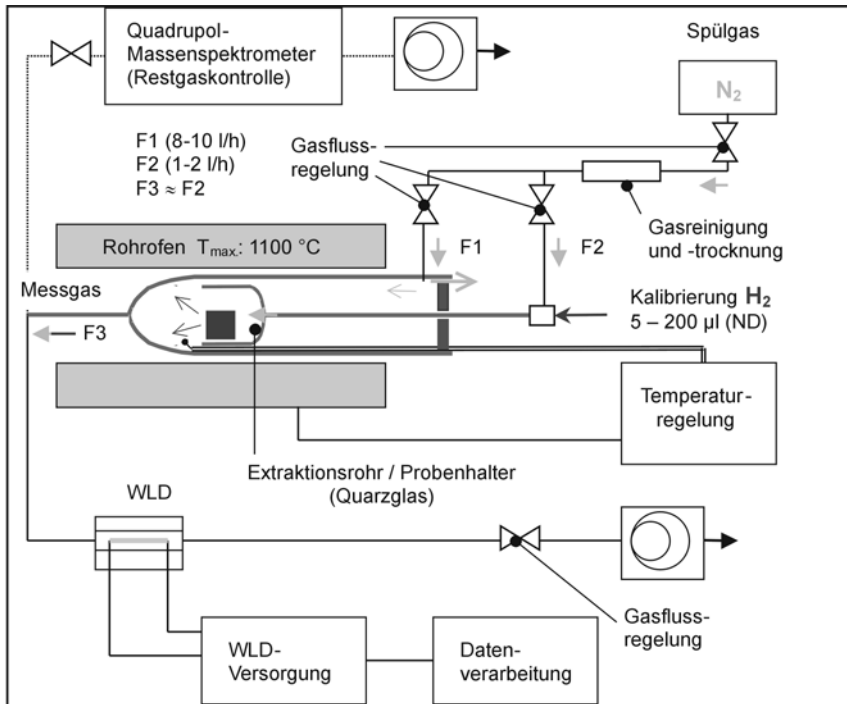 Quadrupol-
Massenspektrometer
(Restgaskontrolle)
Spülgas
N₂
F1 (8-10 l/h)
F2 (1-2 l/h)
F3 ≈ F2
Gasfluss-
regelung
Gasreinigung
und -trocknung
Rohrofen T_max.: 1100 °C
F1
F2
Messgas
Kalibrierung H₂
5 – 200 µl (ND)
F3
Temperatur-
regelung
Extraktionsrohr / Probenhalter
(Quarzglas)
WLD
Gasfluss-
regelung
WLD-
Versorgung
Daten-
verarbeitung